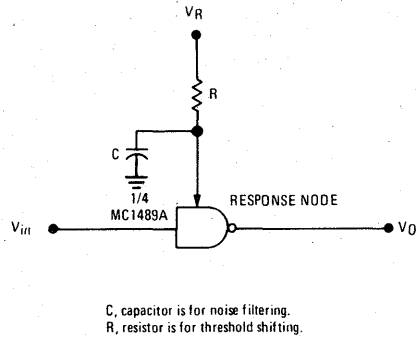 VR
R
C
1/4
MC1489A
RESPONSE NODE
Vin
VO
C, capacitor is for noise filtering.
R, resistor is for threshold shifting.